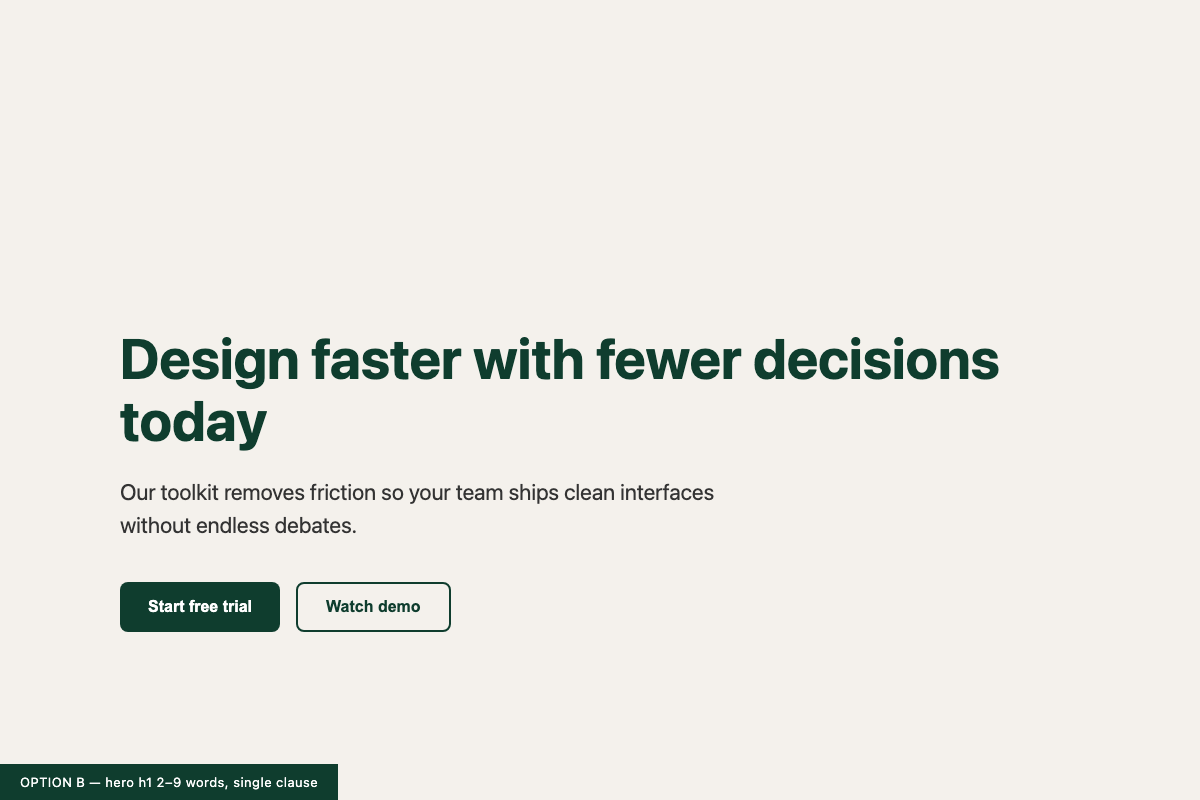 Design faster with fewer decisions
today
Our toolkit removes friction so your team ships clean interfaces
without endless debates.
Start free trial
Watch demo
OPTION B — hero h1 2–9 words, single clause